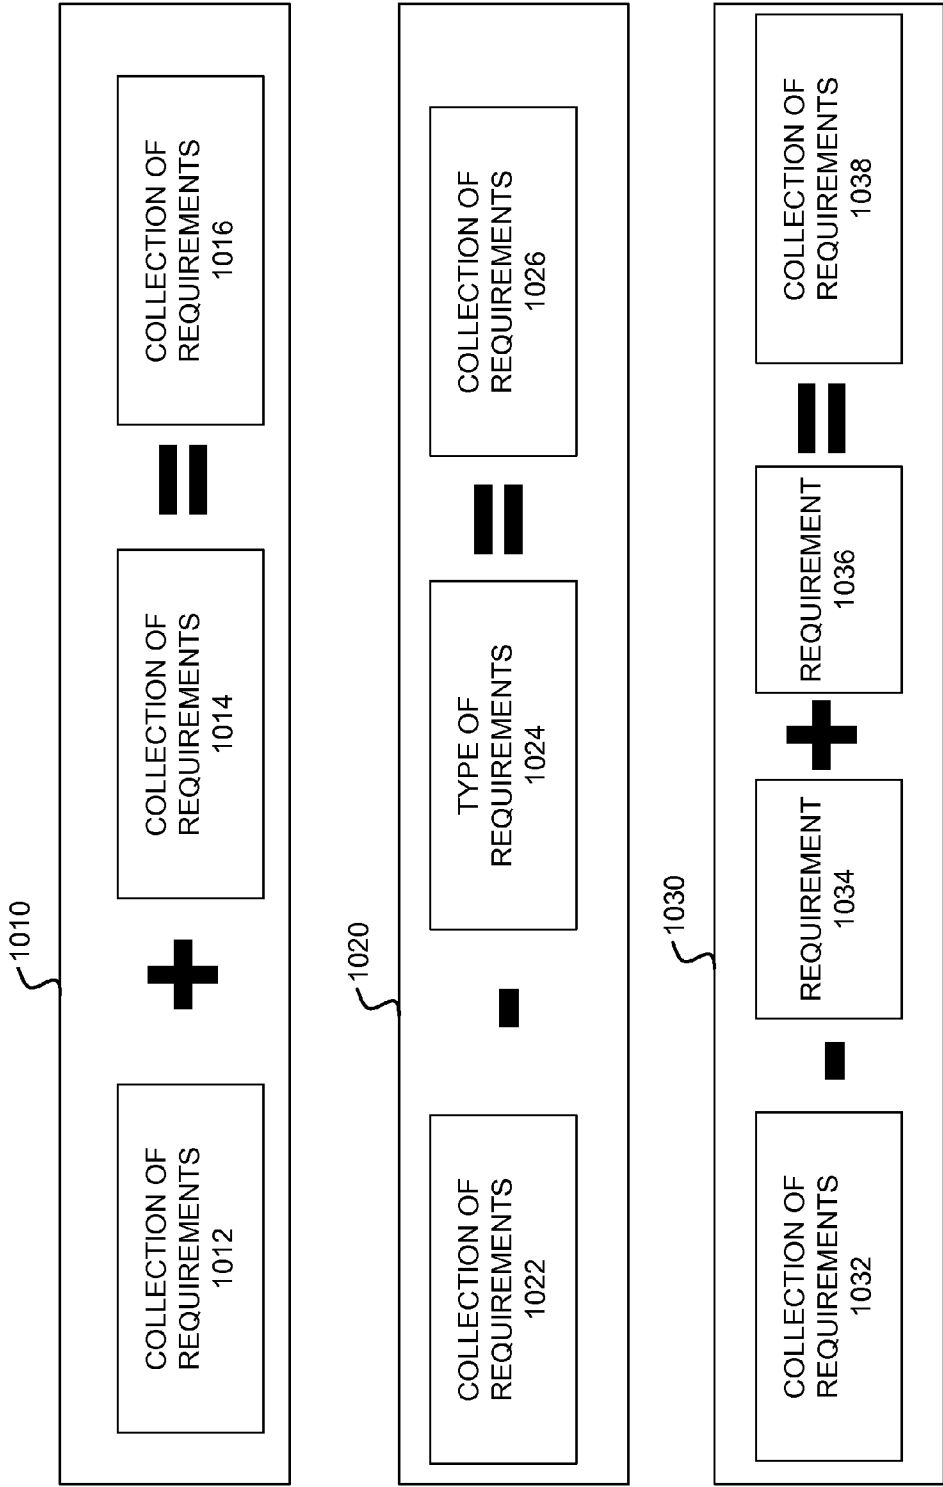 1010
COLLECTION OF
REQUIREMENTS
1012
+
COLLECTION OF
REQUIREMENTS
1014
=
COLLECTION OF
REQUIREMENTS
1016
1020
COLLECTION OF
REQUIREMENTS
1022
-
TYPE OF
REQUIREMENTS
1024
=
COLLECTION OF
REQUIREMENTS
1026
1030
COLLECTION OF
REQUIREMENTS
1032
-
REQUIREMENT
1034
+
REQUIREMENT
1036
=
COLLECTION OF
REQUIREMENTS
1038